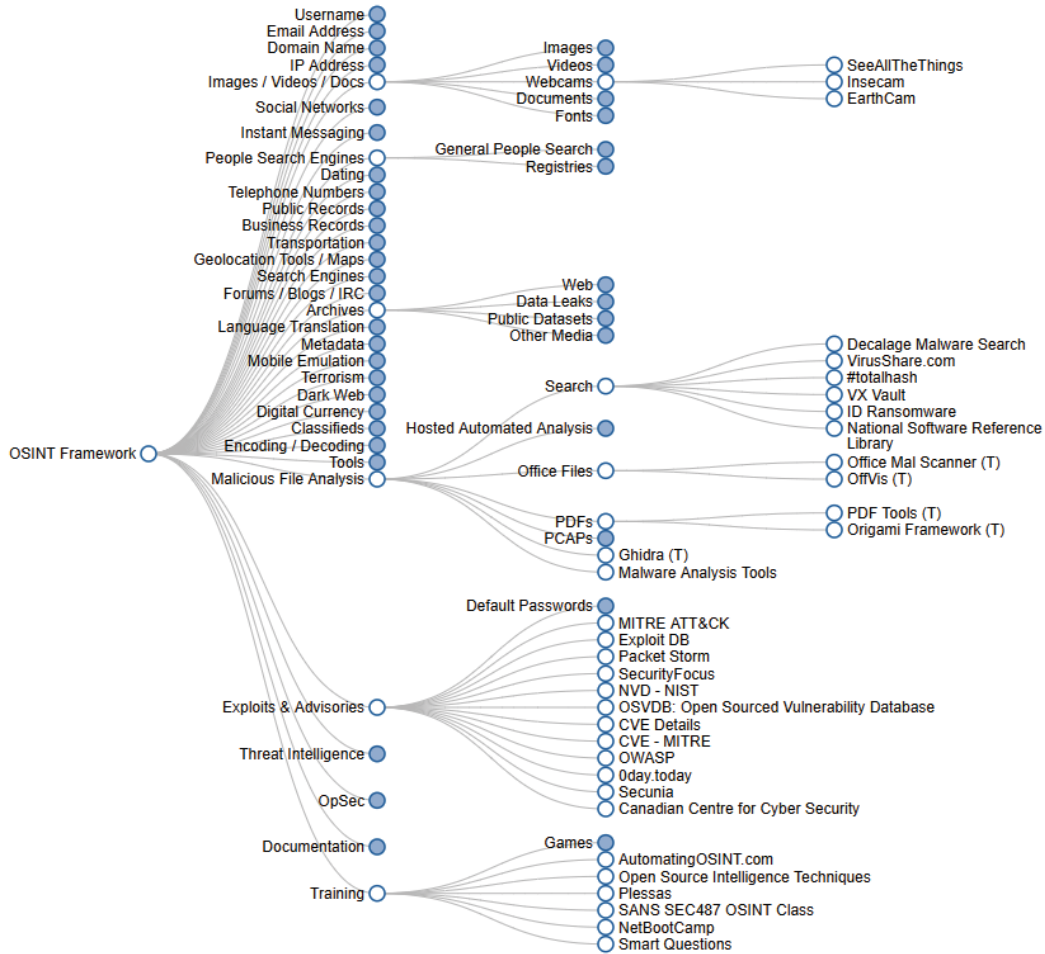 Username
Email Address
Domain Name
IP Address
Images / Videos / Docs
Social Networks
Instant Messaging
People Search Engines
Dating
Telephone Numbers
Public Records
Business Records
Transportation
Geolocation Tools / Maps
Search Engines
Forums / Blogs / IRC
Archives
Language Translation
Metadata
Mobile Emulation
Terrorism
Dark Web
Digital Currency
Classifieds
Encoding / Decoding
Tools
Malicious File Analysis
OSINT Framework
Exploits & Advisories
Threat Intelligence
OpSec
Documentation
Training
Images
Videos
Webcams
Documents
Fonts
General People Search
Registries
Web
Data Leaks
Public Datasets
Other Media
Search
Hosted Automated Analysis
Office Files
PDFs
PCAPs
Ghidra (T)
Malware Analysis Tools
Default Passwords
MITRE ATT&CK
Exploit DB
Packet Storm
SecurityFocus
NVD - NIST
OSVDB: Open Sourced Vulnerability Database
CVE Details
CVE - MITRE
OWASP
0day.today
Secunia
Canadian Centre for Cyber Security
Games
AutomatingOSINT.com
Open Source Intelligence Techniques
Plessas
SANS SEC487 OSINT Class
NetBootCamp
Smart Questions
SeeAllTheThings
Insecam
EarthCam
Decalage Malware Search
VirusShare.com
#totalhash
VX Vault
ID Ransomware
National Software Reference
Library
Office Mal Scanner (T)
OffVis (T)
PDF Tools (T)
Origami Framework (T)